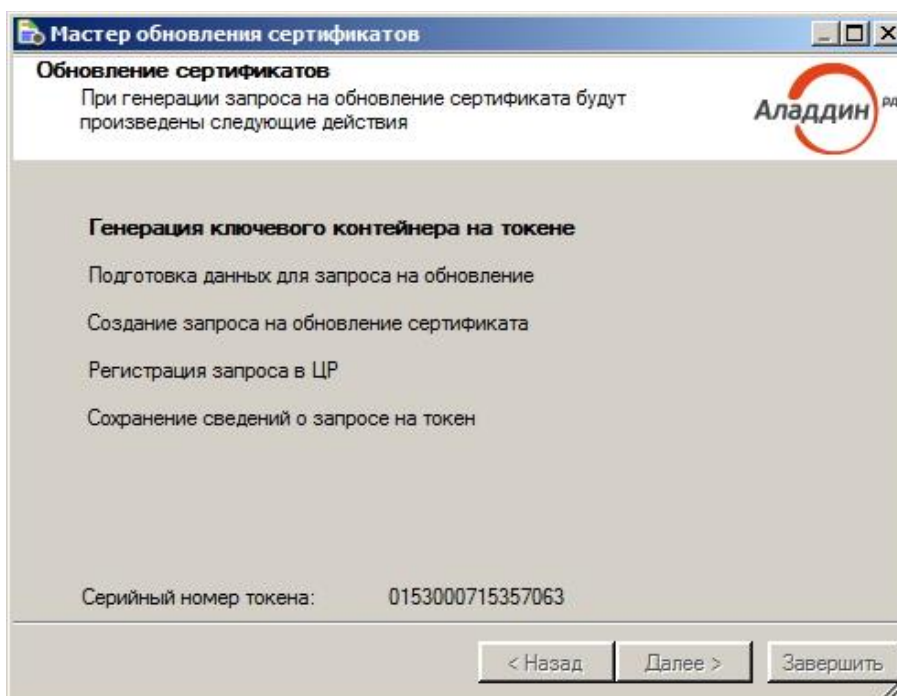 Мастер обновления сертификатов
Обновление сертификатов
При генерации запроса на обновление сертификата будут
произведены следующие действия
Аладдин РД
Генерация ключевого контейнера на токене
Подготовка данных для запроса на обновление
Создание запроса на обновление сертификата
Регистрация запроса в ЦР
Сохранение сведений о запросе на токен
Серийный номер токена: 0153000715357063
< Назад Далее > Завершить